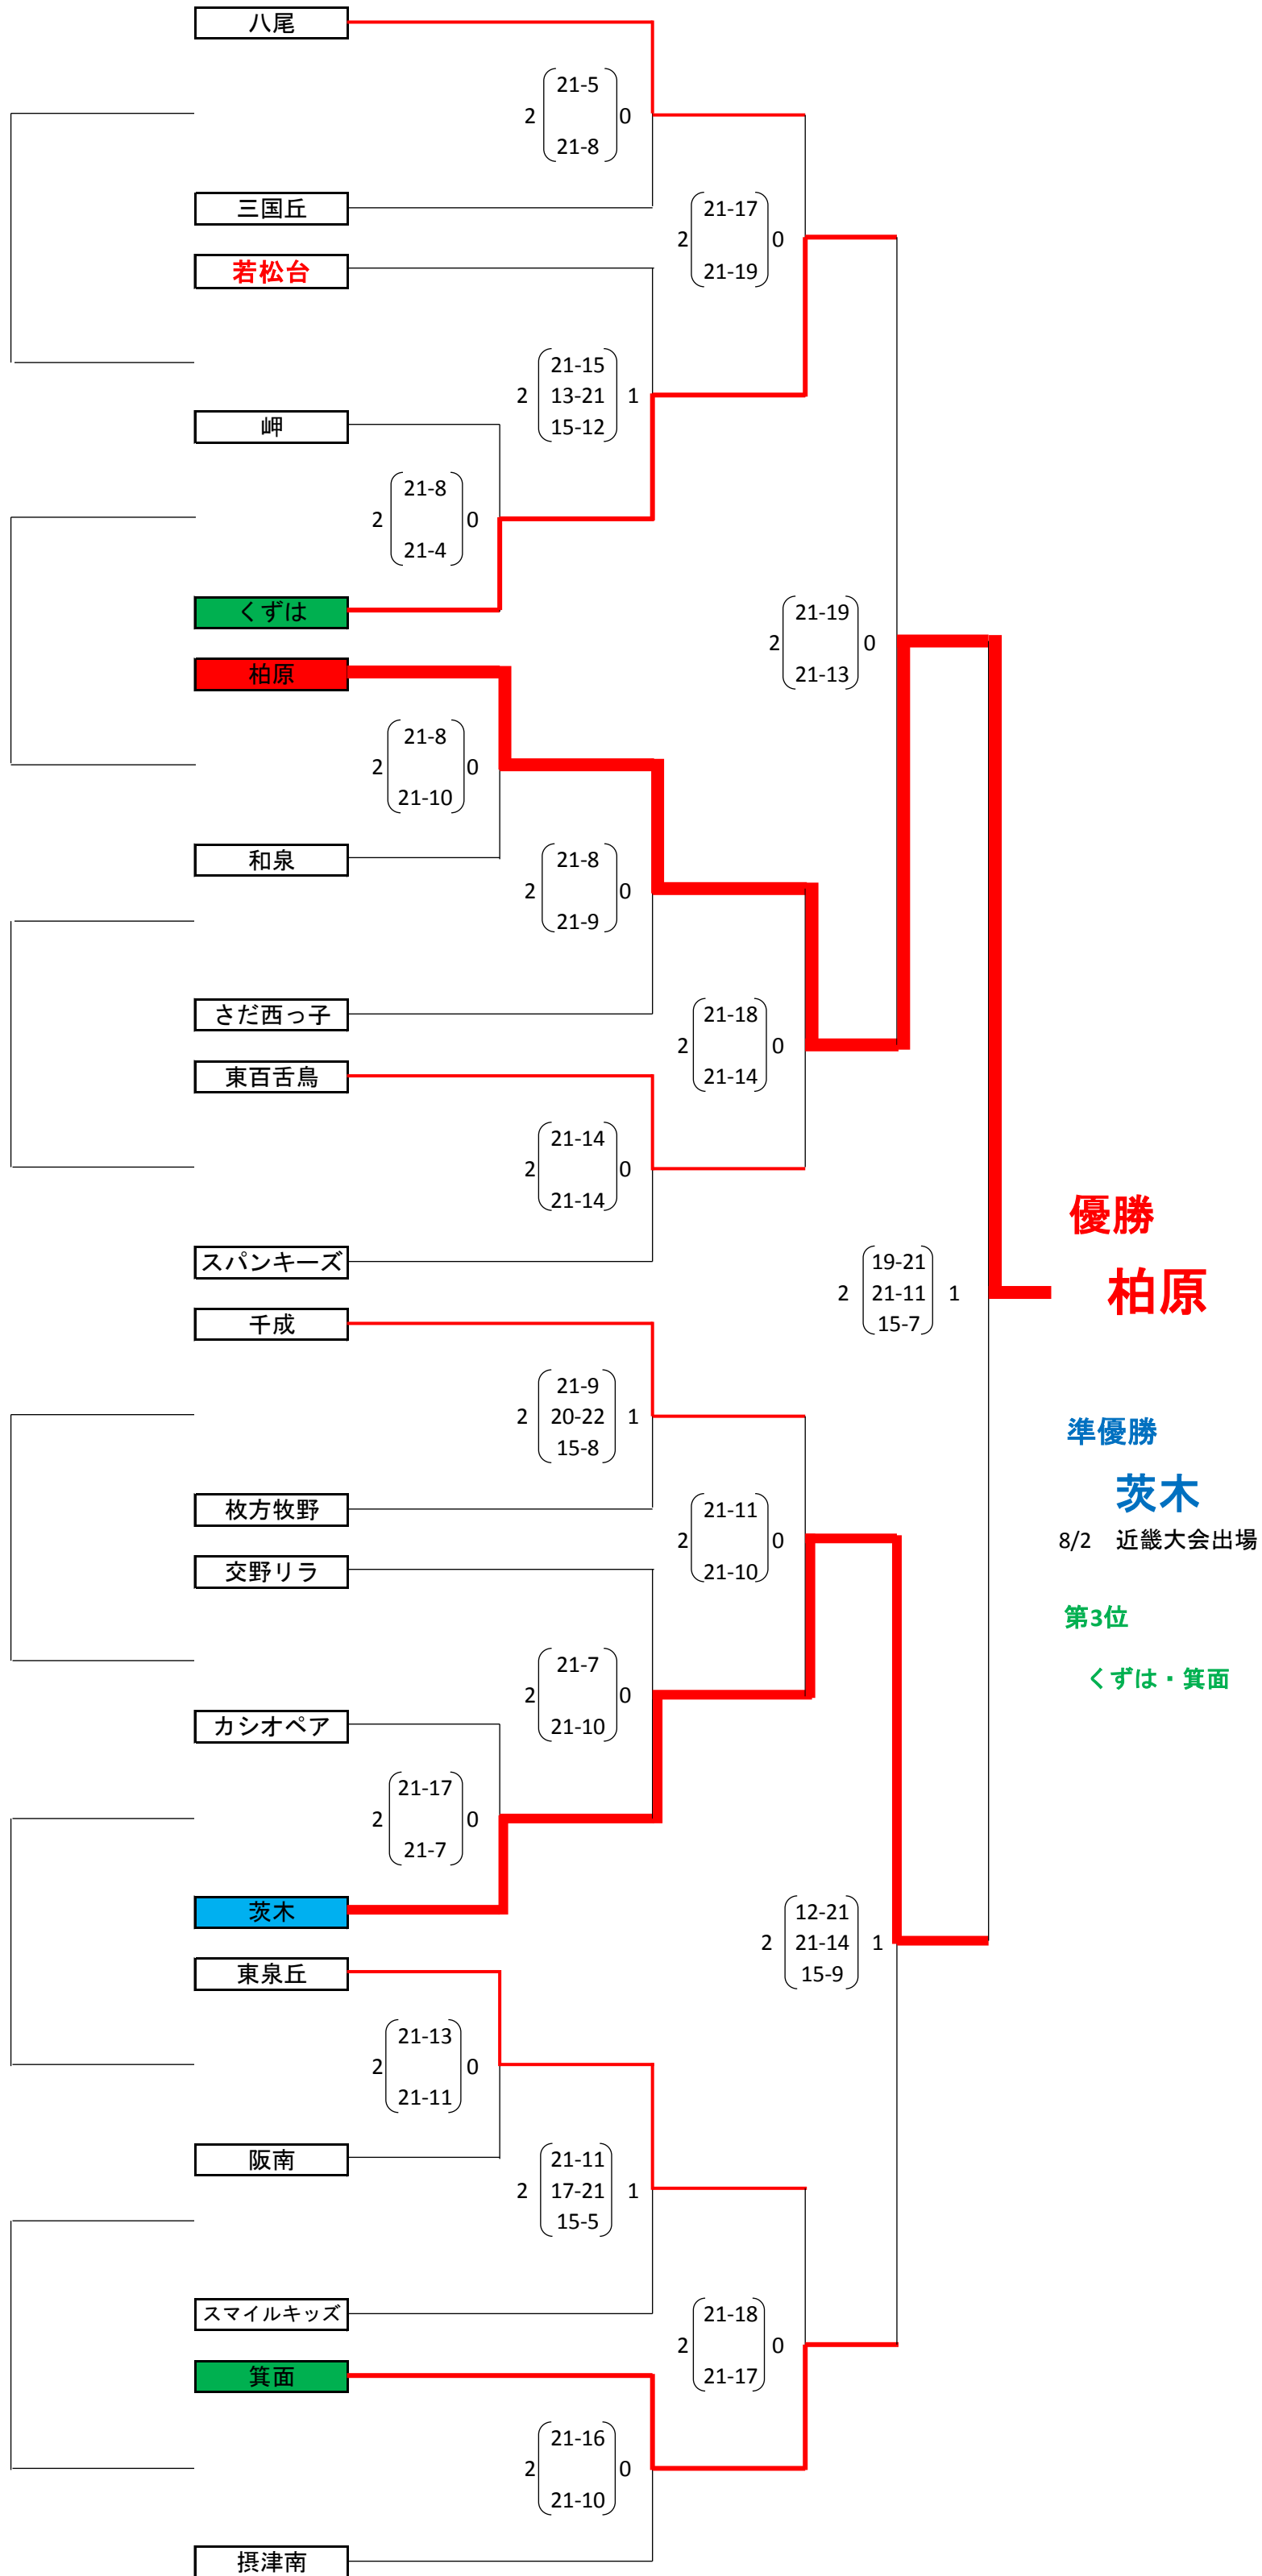 八尾
21-5
2 0
21-8
三国丘
21-17
2 0
21-19
若松台
21-15
2 13-21 1
15-12
岬
21-8
2 0
21-4
くずは
21-19
2 0
21-13
柏原
21-8
2 0
21-10
和泉
21-8
2 0
21-9
さだ西っ子
21-18
2 0
21-14
東百舌鳥
21-14
2 0
21-14
優勝
スパンキーズ
19-21
2 21-11 1
15-7
柏原
千成
21-9
2 20-22 1
15-8
準優勝
茨木
枚方牧野
21-11
2 0
21-10
8/2 近畿大会出場
交野リラ
第3位
21-7
2 0
21-10
くずは・箕面
カシオペア
21-17
2 0
21-7
茨木
12-21
2 21-14 1
15-9
東泉丘
21-13
2 0
21-11
阪南
21-11
2 17-21 1
15-5
スマイルキッズ
21-18
2 0
21-17
箕面
21-16
2 0
21-10
摂津南